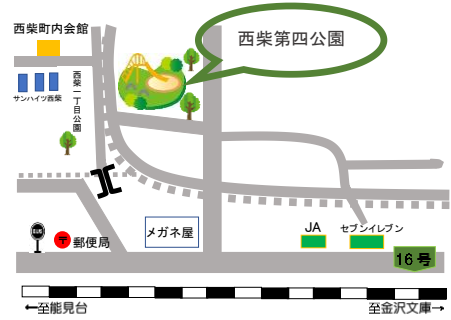 西柴町内会館
西柴第四公園
サンハイツ西柴
西柴一丁目公園
〒郵便局
メガネ屋
JA
セブンイレブン
16号
←至能見台
至金沢文庫→